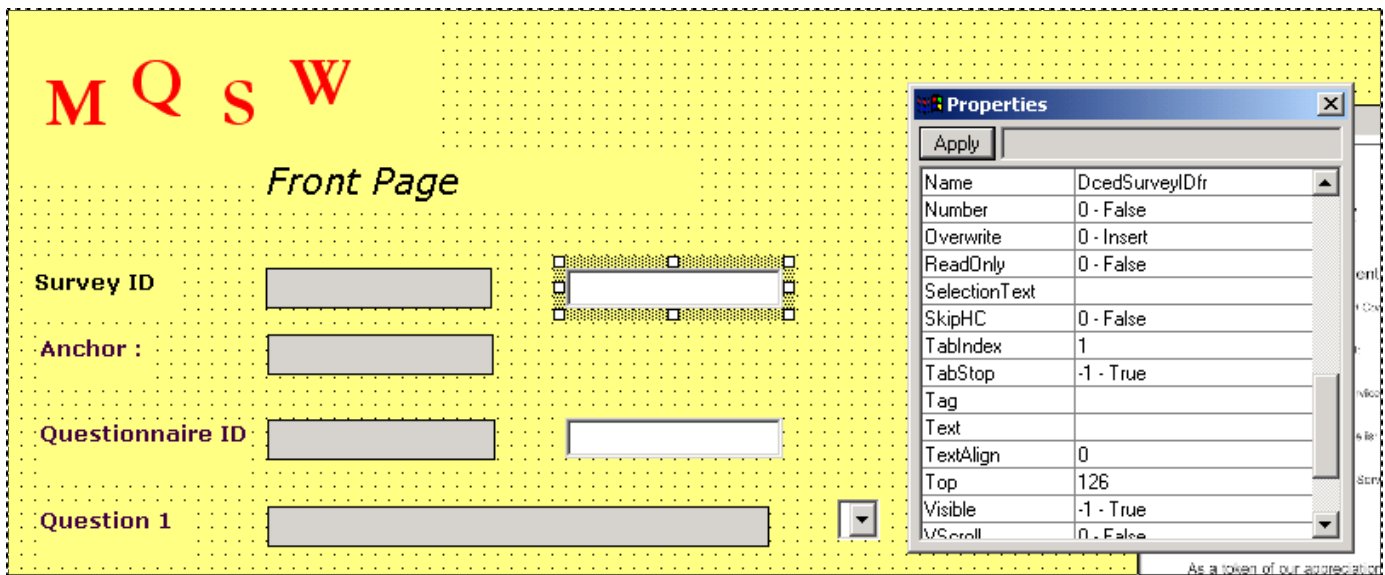 M Q S W
Front Page
Survey ID
Anchor :
Questionnaire ID
Question 1
Properties
Apply
Name DcedSurveyIDfr
Number 0 - False
Overwrite 0 - Insert
ReadOnly 0 - False
SelectionText
SkipHC 0 - False
TabIndex 1
TabStop -1 - True
Tag
Text
TextAlign 0
Top 126
Visible -1 - True
VScroll 0 - False
As a token of our appreciation